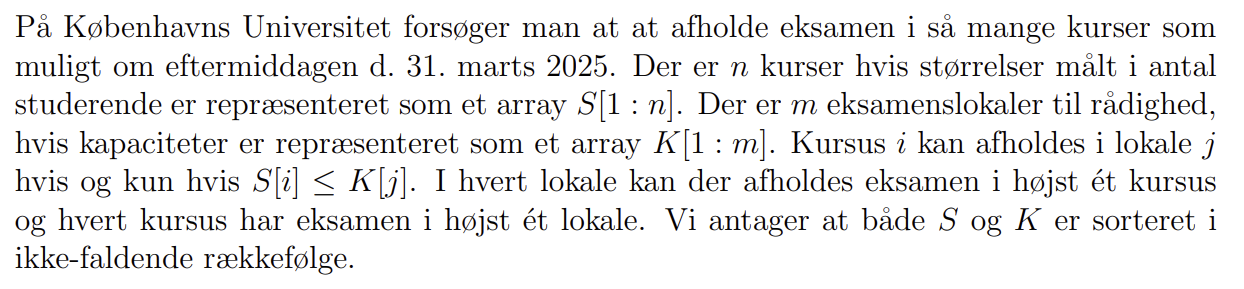 På Københavns Universitet forsøger man at at afholde eksamen i så mange kurser som
muligt om eftermiddagen d. 31. marts 2025. Der er n kurser hvis størrelser målt i antal
studerende er repræsenteret som et array S[1 : n]. Der er m eksamenslokaler til rådighed,
hvis kapaciteter er repræsenteret som et array K[1 : m]. Kursus i kan afholdes i lokale j
hvis og kun hvis S[i] ≤ K[j]. I hvert lokale kan der afholdes eksamen i højst ét kursus
og hvert kursus har eksamen i højst ét lokale. Vi antager at både S og K er sorteret i
ikke-faldende rækkefølge.